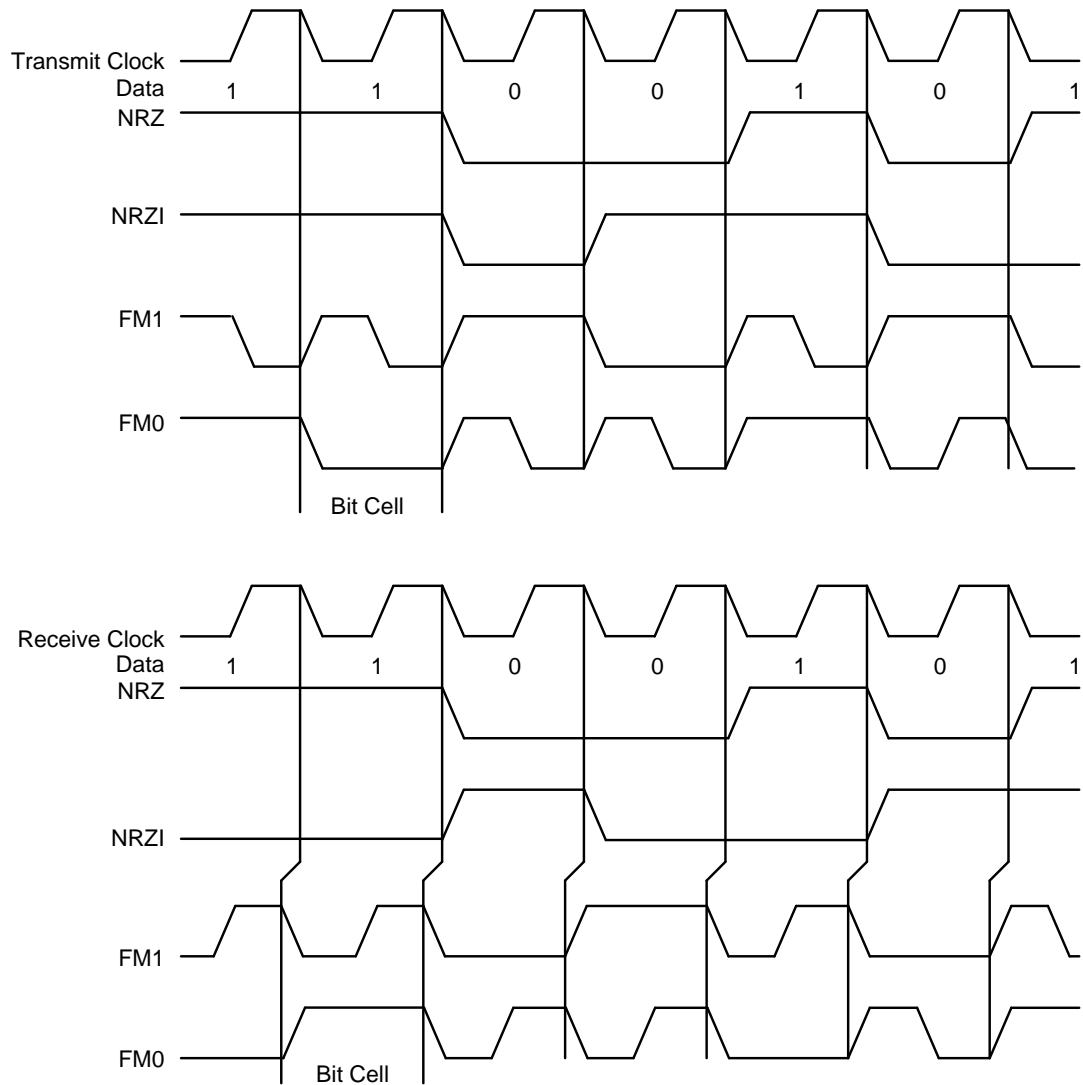 Transmit Clock
Data 1 1 0 0 1 0 1
NRZ
NRZI
FM1
FM0
Bit Cell
Receive Clock
Data 1 1 0 0 1 0 1
NRZ
NRZI
FM1
FM0
Bit Cell